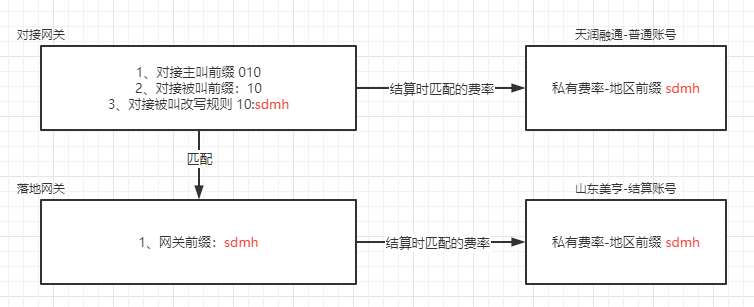 对接网关
天润融通-普通账号
1、对接主叫前缀 010
2、对接被叫前缀：10
3、对接被叫改写规则 10:sdmh
结算时匹配的费率
私有费率-地区前缀 sdmh
匹配
落地网关
山东美亨-结算账号
1、网关前缀：sdmh
结算时匹配的费率
私有费率-地区前缀 sdmh